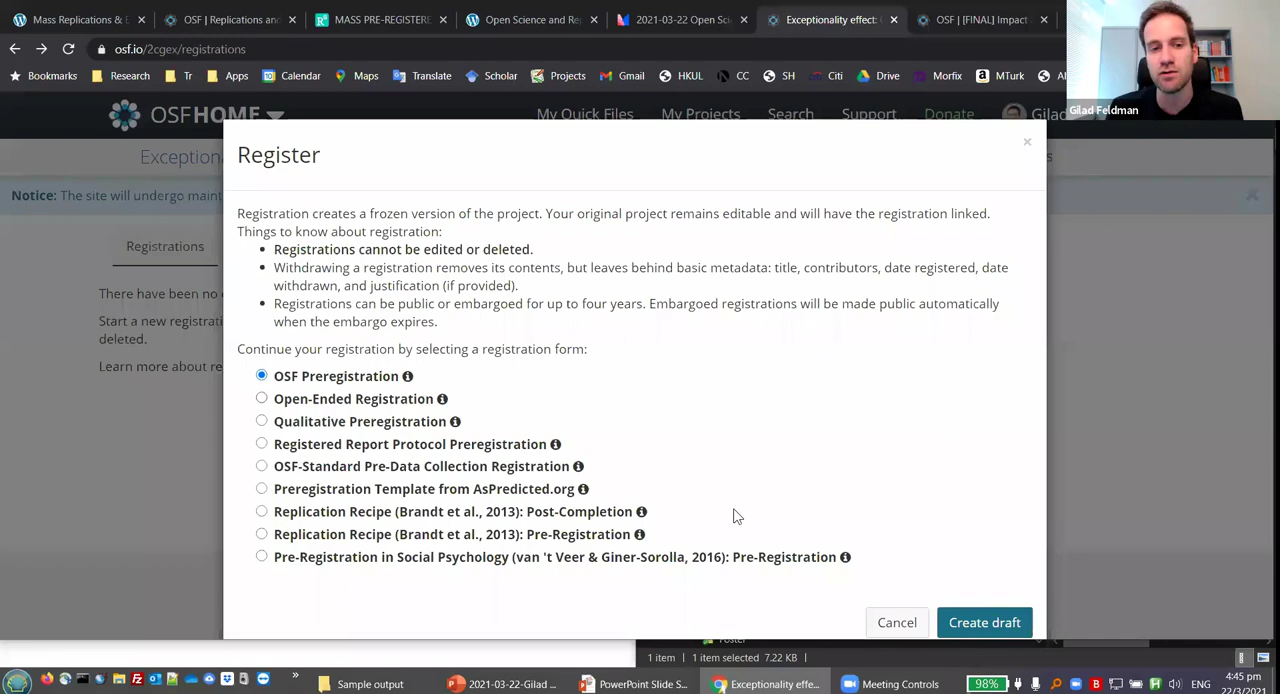 Mass Replications & E
OSF | Replications and
MASS PRE-REGISTERE
Open Science and Re
2021-03-22 Open Sci
Exceptionality effect:
OSF | [FINAL] Impact
osf.io/2cgex/registrations
Bookmarks
Research
Tr
Apps
Calendar
Maps
Translate
Scholar
Projects
Gmail
HKUL
CC
SH
Citi
Drive
Morfix
MTurk
Gilad Feldman
OSFHOME
My Quick Files
My Projects
Search
Support
Donate
Gilad
Exceptiona
Notice: The site will undergo maint
Registrations
There have been no
Start a new registrati
deleted.
Learn more about re
Register
×
Registration creates a frozen version of the project. Your original project remains editable and will have the registration linked.
Things to know about registration:
• Registrations cannot be edited or deleted.
• Withdrawing a registration removes its contents, but leaves behind basic metadata: title, contributors, date registered, date
withdrawn, and justification (if provided).
• Registrations can be public or embargoed for up to four years. Embargoed registrations will be made public automatically
when the embargo expires.
Continue your registration by selecting a registration form:
OSF Preregistration
Open-Ended Registration
Qualitative Preregistration
Registered Report Protocol Preregistration
OSF-Standard Pre-Data Collection Registration
Preregistration Template from AsPredicted.org
Replication Recipe (Brandt et al., 2013): Post-Completion
Replication Recipe (Brandt et al., 2013): Pre-Registration
Pre-Registration in Social Psychology (van 't Veer & Giner-Sorolla, 2016): Pre-Registration
Cancel
Create draft
1 item | 1 item selected 7.22 KB |
Sample output
2021-03-22-Gilad ...
PowerPoint Slide S...
Exceptionality effe...
Meeting Controls
98%
ENG
4:45 pm
22/03/2021